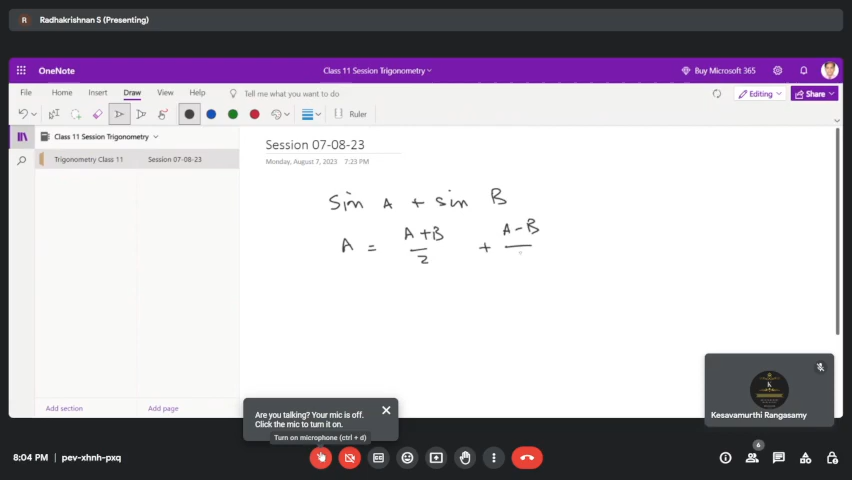 R Radhakrishnan S (Presenting)
OneNote
Class 11 Session Trigonometry
Buy Microsoft 365
File Home Insert Draw View Help Tell me what you want to do
Editing
Share
Ruler
Class 11 Session Trigonometry
Trigonometry Class 11
Session 07-08-23
Session 07-08-23
Monday, August 7, 2023 7:23 PM
Sin A + sin B
A = A+B/2 + A-B/
Add section
Add page
Are you talking? Your mic is off.
Click the mic to turn it on.
Turn on microphone (ctrl + d)
K
Kesavamurthi Rangasamy
8:04 PM | pev-xhnh-pxq
6